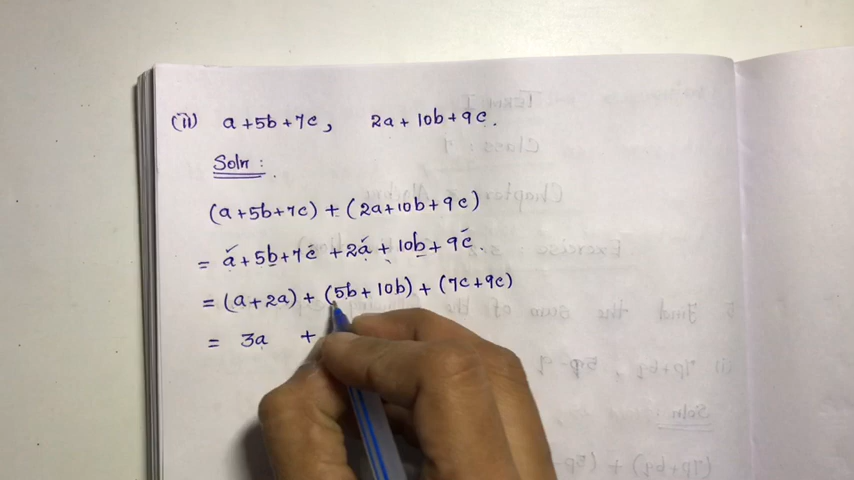 (ii) a+5b+7c, 2a+10b+9c.
Soln :
(a+5b+7c) + (2a+10b+9c)
= a+5b+7c +2a + 10b+9c.
= (a+2a) + (5b+10b) + (7c+9c)
= 3a +